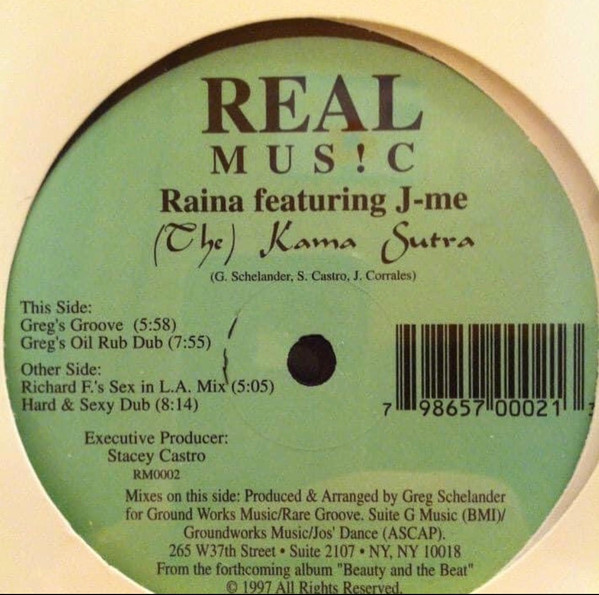 REAL
MUS!C
Raina featuring J-me
(The) Kama Sutra
(G. Schelander, S. Castro, J. Corrales)
This Side:
Greg's Groove (5:58)
Greg's Oil Rub Dub (7:55)
Other Side:
Richard F.'s Sex in L.A. Mix (5:05)
Hard & Sexy Dub (8:14)
7 98657 00021 3
Executive Producer:
Stacey Castro
RM0002
Mixes on this side: Produced & Arranged by Greg Schelander
for Ground Works Music/Rare Groove. Suite G Music (BMI)/
Groundworks Music/Jos' Dance (ASCAP).
265 W37th Street • Suite 2107 • NY, NY 10018
From the forthcoming album "Beauty and the Beat"
© 1997 All Rights Reserved.